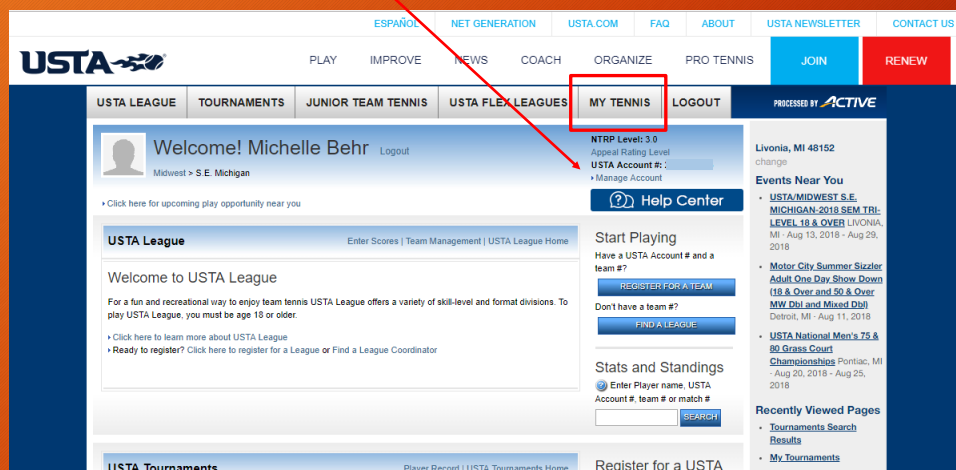 ESPAÑOL NET GENERATION USTA.COM FAQ ABOUT USTA NEWSLETTER CONTACT US
USTA PLAY IMPROVE NEWS COACH ORGANIZE PRO TENNIS JOIN RENEW
USTA LEAGUE TOURNAMENTS JUNIOR TEAM TENNIS USTA FLEX LEAGUES MY TENNIS LOGOUT PROCESSED BY ACTIVE
Welcome! Michelle Behr Logout
Midwest > S.E. Michigan
Click here for upcoming play opportunity near you
NTRP Level: 3.0
Appeal Rating Level
USTA Account #:
Manage Account
Help Center
USTA League Enter Scores | Team Management | USTA League Home
Welcome to USTA League
For a fun and recreational way to enjoy team tennis USTA League offers a variety of skill-level and format divisions. To
play USTA League, you must be age 18 or older.
Click here to learn more about USTA League
Ready to register? Click here to register for a League or Find a League Coordinator
Start Playing
Have a USTA Account # and a
team #?
REGISTER FOR A TEAM
Don't have a team #?
FIND A LEAGUE
Stats and Standings
Enter Player name, USTA
Account #, team # or match #
SEARCH
USTA Tournaments Player Record | USTA Tournaments Home
Register for a USTA
Livonia, MI 48152
change
Events Near You
USTA/MIDWEST S.E.
MICHIGAN-2018 SEM TRI-
LEVEL 18 & OVER LIVONIA,
MI - Aug 13, 2018 - Aug 29,
2018
Motor City Summer Sizzler
Adult One Day Show Down
(18 & Over and 50 & Over
MW Dbl and Mixed Dbl)
Detroit, MI - Aug 11, 2018
USTA National Men's 75 &
80 Grass Court
Championships Pontiac, MI
- Aug 20, 2018 - Aug 25,
2018
Recently Viewed Pages
Tournaments Search
Results
My Tournaments